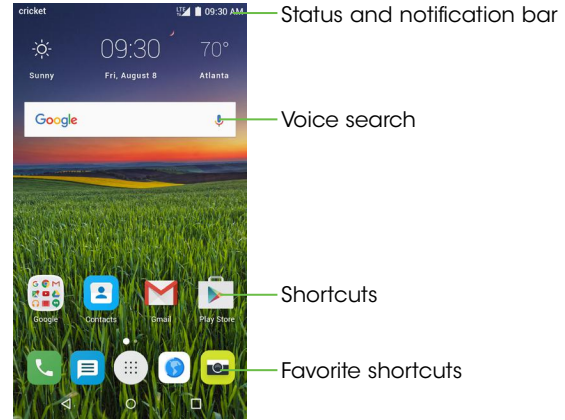 cricket LTE 09:30 AM
Status and notification bar
09:30 70°
Sunny Fri, August 8 Atlanta
Google
Voice search
Shortcuts
Google Contacts Gmail Play Store
Favorite shortcuts